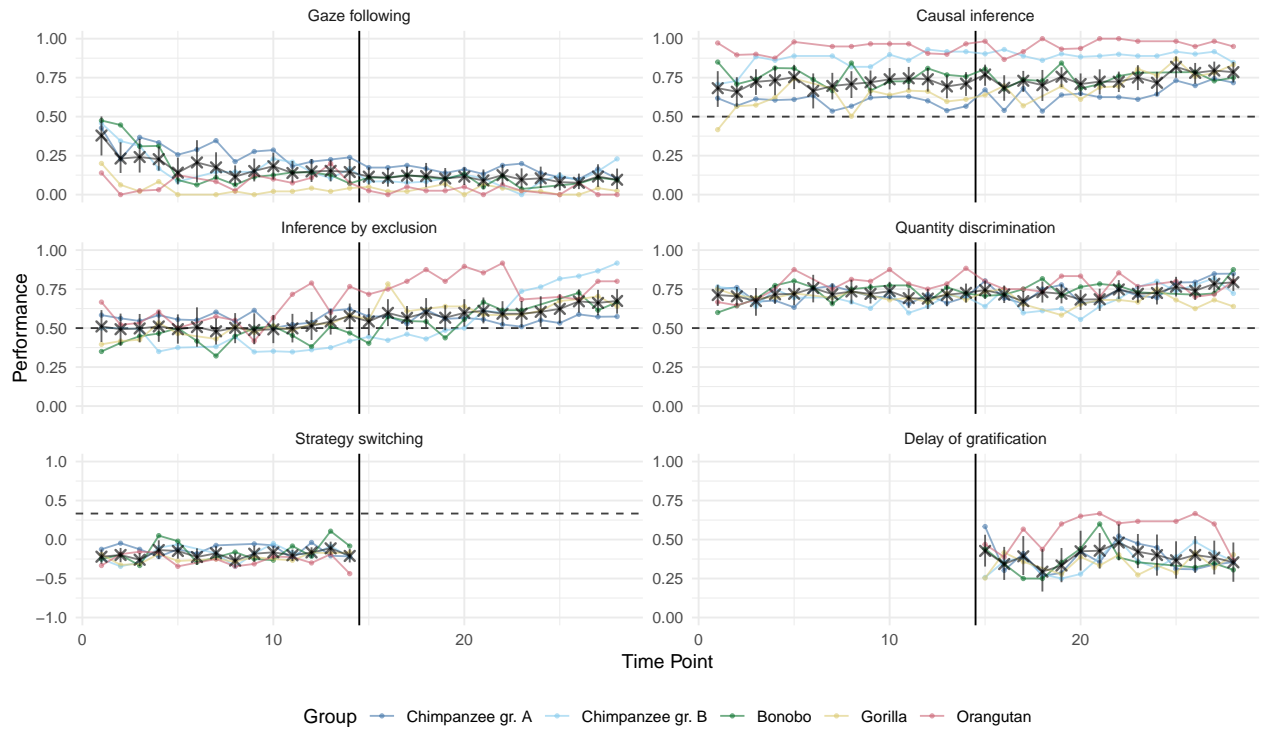 Gaze following
Causal inference
1.00
0.75
0.50
0.25
0.00
1.00
0.75
0.50
0.25
0.00
Inference by exclusion
Quantity discrimination
1.00
0.75
0.50
0.25
0.00
1.00
0.75
0.50
0.25
0.00
Performance
Strategy switching
Delay of gratification
1.0
0.5
0.0
−0.5
−1.0
1.00
0.75
0.50
0.25
0.00
0 10 20
0 10 20
Time Point
Group Chimpanzee gr. A Chimpanzee gr. B Bonobo Gorilla Orangutan